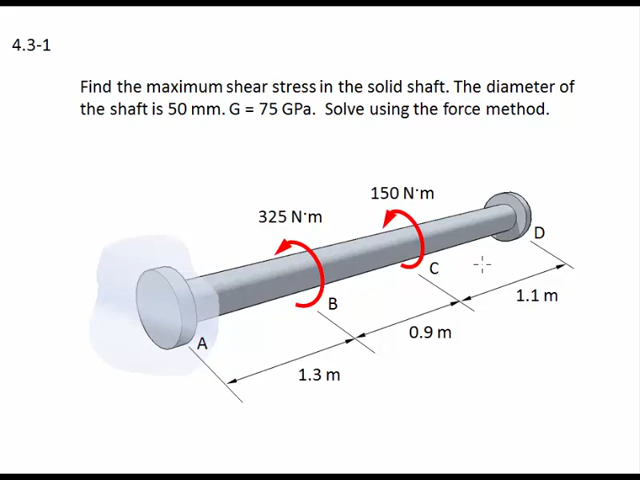 4.3-1
Find the maximum shear stress in the solid shaft. The diameter of
the shaft is 50 mm. G = 75 GPa.  Solve using the force method.
150 N·m
325 N·m
D
C
B
1.1 m
0.9 m
A
1.3 m